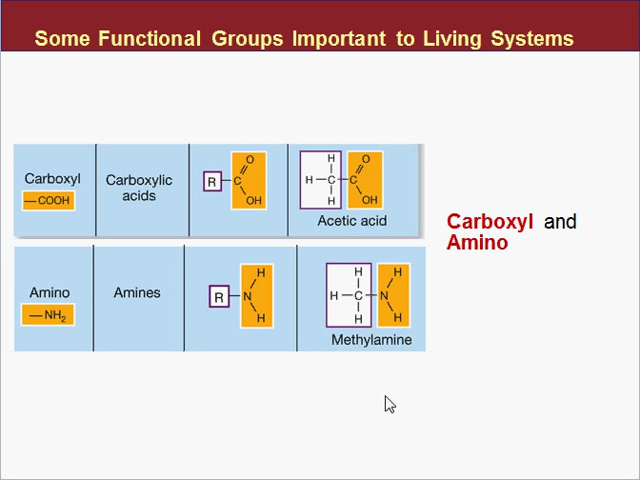 Some Functional Groups Important to Living Systems
Carboxyl
—COOH
Carboxylic
acids
R
C
O
OH
H
H
C
H
C
O
OH
Acetic acid
Carboxyl and
Amino
Amino
—NH₂
Amines
R
N
H
H
H
H
C
H
N
H
H
Methylamine